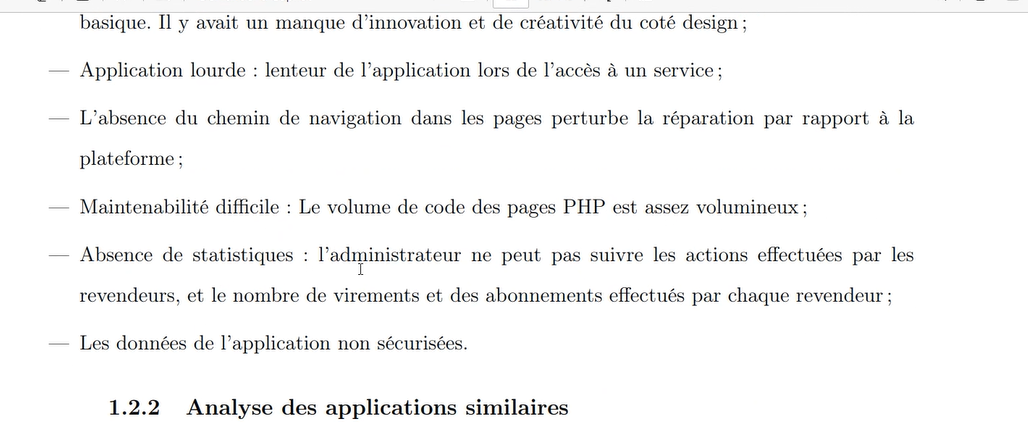 basique. Il y avait un manque d'innovation et de créativité du coté design ;
— Application lourde : lenteur de l'application lors de l'accès à un service ;
— L'absence du chemin de navigation dans les pages perturbe la réparation par rapport à la
plateforme ;
— Maintenabilité difficile : Le volume de code des pages PHP est assez volumineux ;
— Absence de statistiques : l'administrateur ne peut pas suivre les actions effectuées par les
revendeurs, et le nombre de virements et des abonnements effectués par chaque revendeur ;
— Les données de l'application non sécurisées.
1.2.2 Analyse des applications similaires